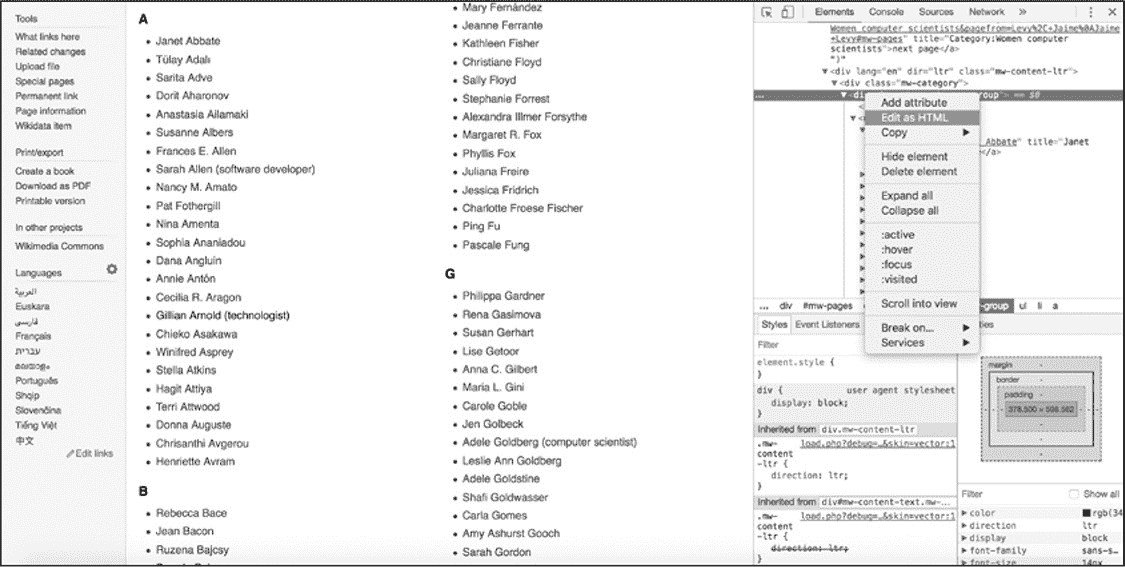 Tools
What links here
Related changes
Upload file
Special pages
Permanent link
Page information
Wikidata item
Print/export
Create a book
Download as PDF
Printable version
In other projects
Wikimedia Commons
Languages
العربية
Euskara
فارسی
Français
עברית
മലയാളം
Português
Shqip
Slovenčina
Tiếng Việt
中文
Edit links
A
Janet Abbate
Tülay Adalı
Sarita Adve
Dorit Aharonov
Anastasia Ailamaki
Susanne Albers
Frances E. Allen
Sarah Allen (software developer)
Nancy M. Amato
Pat Fothergill
Nina Amenta
Sophia Ananiadou
Dana Angluin
Annie Antón
Cecilia R. Aragon
Gillian Arnold (technologist)
Chieko Asakawa
Winifred Asprey
Stella Atkins
Hagit Attiya
Terri Attwood
Donna Auguste
Chrisanthi Avgerou
Henriette Avram
B
Rebecca Bace
Jean Bacon
Ruzena Bajcsy
Mary Fernández
Jeanne Ferrante
Kathleen Fisher
Christiane Floyd
Sally Floyd
Stephanie Forrest
Alexandra Illmer Forsythe
Margaret R. Fox
Phyllis Fox
Juliana Freire
Jessica Fridrich
Charlotte Froese Fischer
Ping Fu
Pascale Fung
G
Philippa Gardner
Rena Gasimova
Susan Gerhart
Lise Getoor
Anna C. Gilbert
Maria L. Gini
Carole Goble
Jen Golbeck
Adele Goldberg (computer scientist)
Leslie Ann Goldberg
Adele Goldstine
Shafi Goldwasser
Carla Gomes
Amy Ashurst Gooch
Sarah Gordon
Elements Console Sources Network »
Women computer scientists&pagefrom=Levy%2C+Jaime%0AJaime
+Levy#mw-pages" title="Category:Women computer
scientists">next page</a>
")"
<div lang="en" dir="ltr" class="mw-content-ltr">
<div class="mw-category">
... <di group"> == $0
Add attribute
Edit as HTML
Copy
_Abbate" title="Janet
</a>
Hide element
Delete element
Expand all
Collapse all
:active
:hover
:focus
:visited
Scroll into view
Break on...
Services
... div #mw-pages -group ul li a
Styles Event Listeners ties
Filter
element.style {
}
div { user agent stylesheet
display: block;
}
Inherited from div.mw-content-ltr
.mw- load.php?debug=…&skin=vector:1
content
-ltr {
direction: ltr;
}
Inherited from div#mw-content-text.mw-...
.mw- load.php?debug=…&skin=vector:1
content
-ltr {
direction: ltr;
}
margin -
border -
padding -
378.500 × 598.562
Filter Show all
color rgb(34
direction ltr
display block
font-family sans-s...
font-size 14px